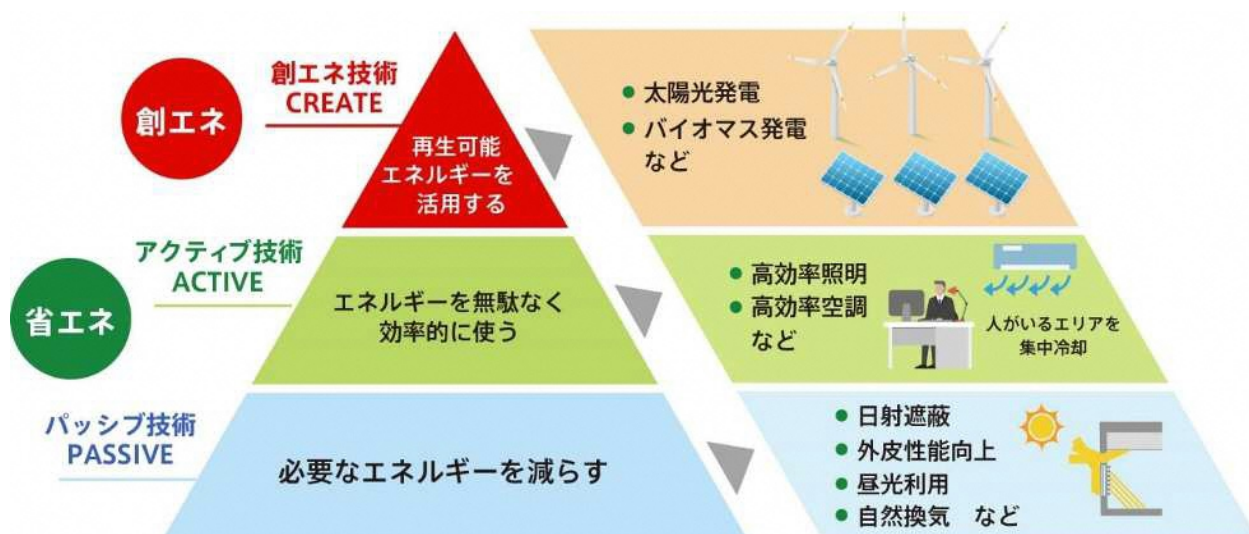 創エネ
創エネ技術
CREATE
再生可能
エネルギーを
活用する
● 太陽光発電
● バイオマス発電
など
省エネ
アクティブ技術
ACTIVE
エネルギーを無駄なく
効率的に使う
● 高効率照明
● 高効率空調
など
人がいるエリアを
集中冷却
パッシブ技術
PASSIVE
必要なエネルギーを減らす
● 日射遮蔽
● 外皮性能向上
● 昼光利用
● 自然換気 など